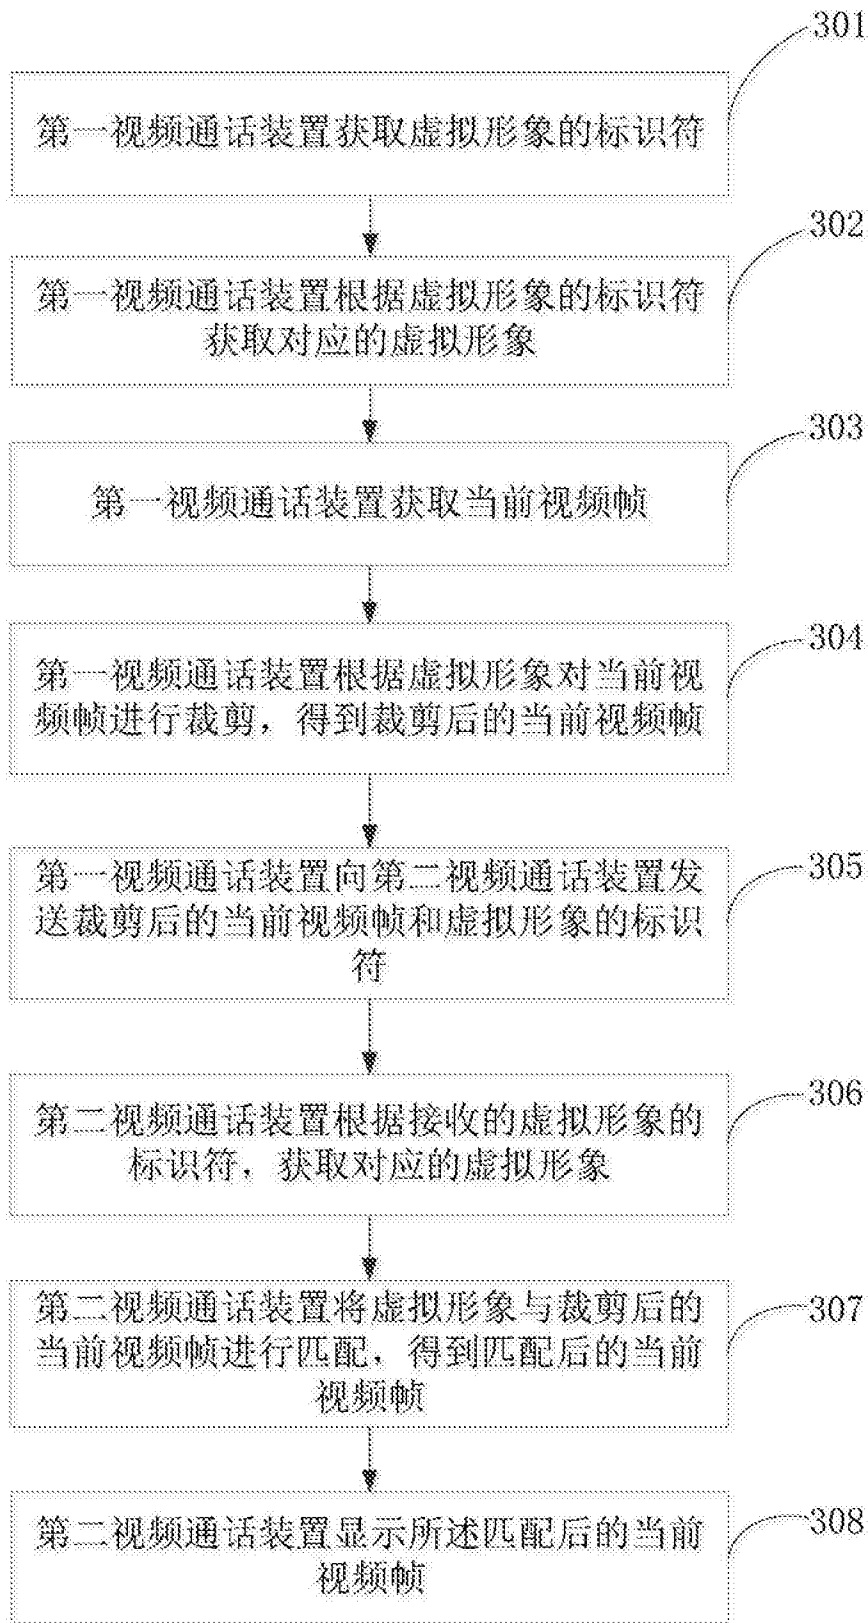 301
第一视频通话装置获取虚拟形象的标识符
302
第一视频通话装置根据虚拟形象的标识符
获取对应的虚拟形象
303
第一视频通话装置获取当前视频帧
304
第一视频通话装置根据虚拟形象对当前视
频帧进行裁剪，得到裁剪后的当前视频帧
305
第一视频通话装置向第二视频通话装置发
送裁剪后的当前视频帧和虚拟形象的标识
符
306
第二视频通话装置根据接收的虚拟形象的
标识符，获取对应的虚拟形象
307
第二视频通话装置将虚拟形象与裁剪后的
当前视频帧进行匹配，得到匹配后的当前
视频帧
308
第二视频通话装置显示所述匹配后的当前
视频帧